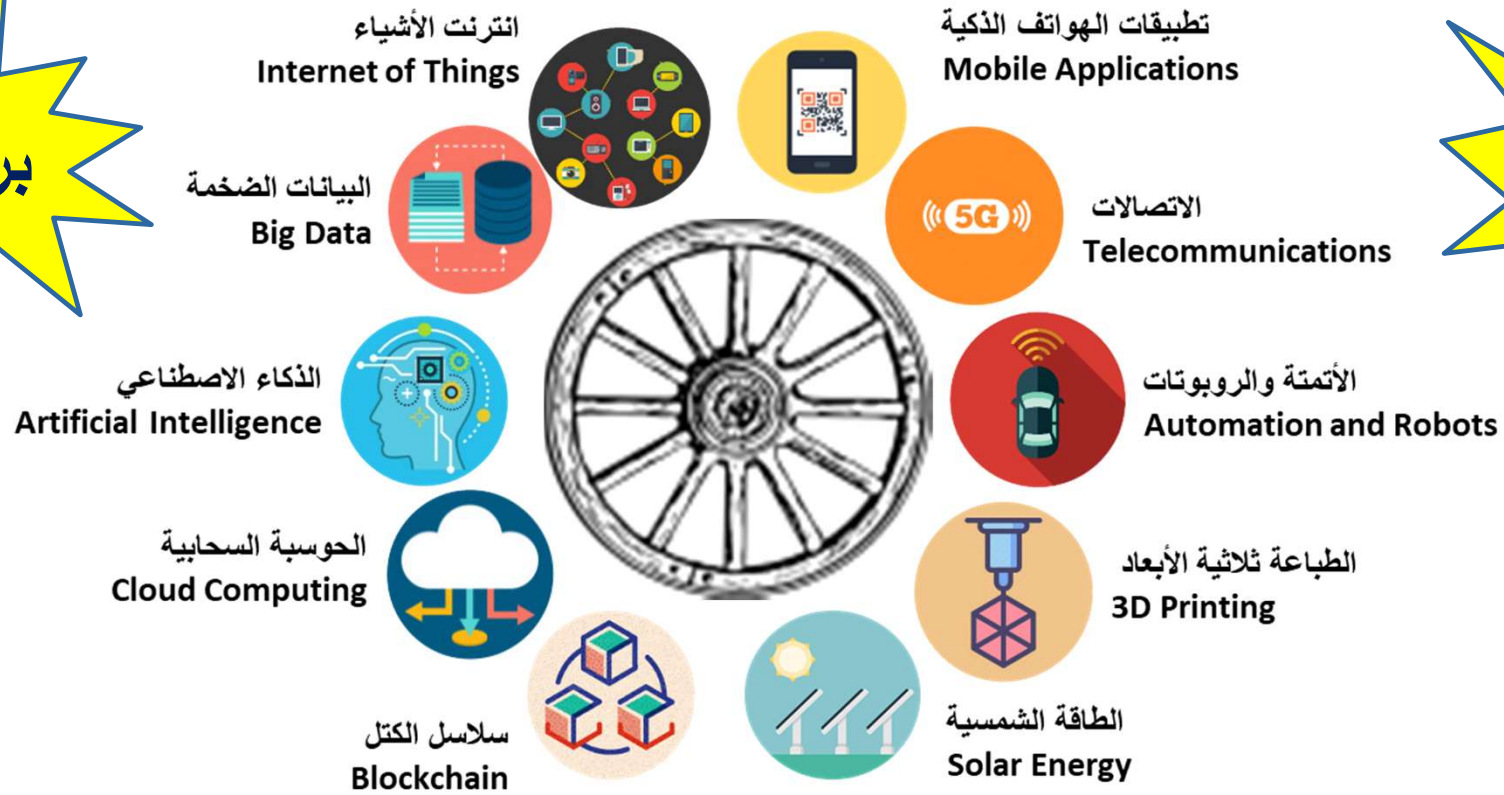 انترنت الأشياء
Internet of Things
تطبيقات الهواتف الذكية
Mobile Applications
البيانات الضخمة
Big Data
5G
الاتصالات
Telecommunications
الذكاء الاصطناعي
Artificial Intelligence
الأتمتة والروبوتات
Automation and Robots
الحوسبة السحابية
Cloud Computing
الطباعة ثلاثية الأبعاد
3D Printing
سلاسل الكتل
Blockchain
الطاقة الشمسية
Solar Energy